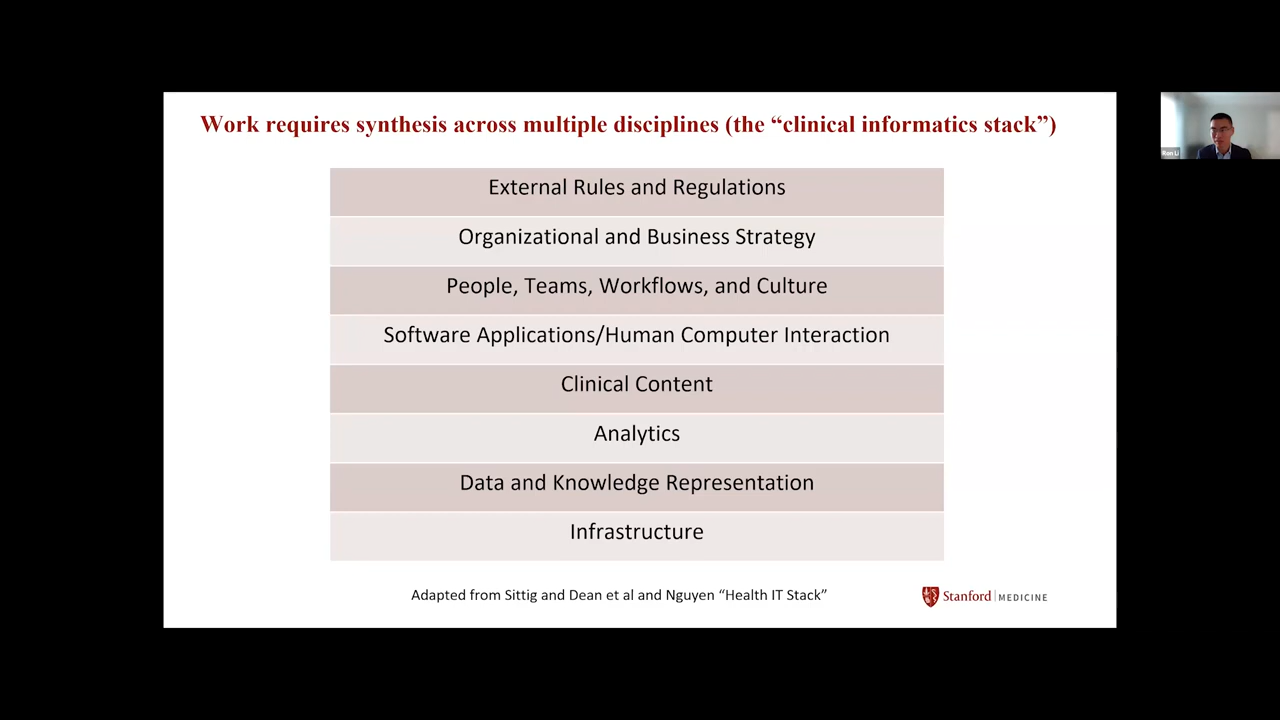 Work requires synthesis across multiple disciplines (the “clinical informatics stack”)
External Rules and Regulations
Organizational and Business Strategy
People, Teams, Workflows, and Culture
Software Applications/Human Computer Interaction
Clinical Content
Analytics
Data and Knowledge Representation
Infrastructure
Adapted from Sittig and Dean et al and Nguyen “Health IT Stack”
Stanford MEDICINE
Ron Li